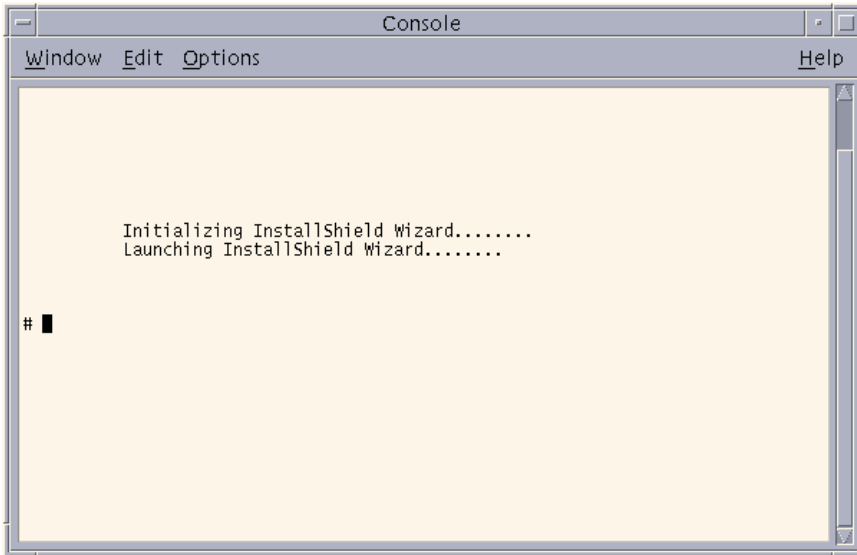 Console
Window Edit Options Help
Initializing InstallShield Wizard........
Launching InstallShield Wizard........
#